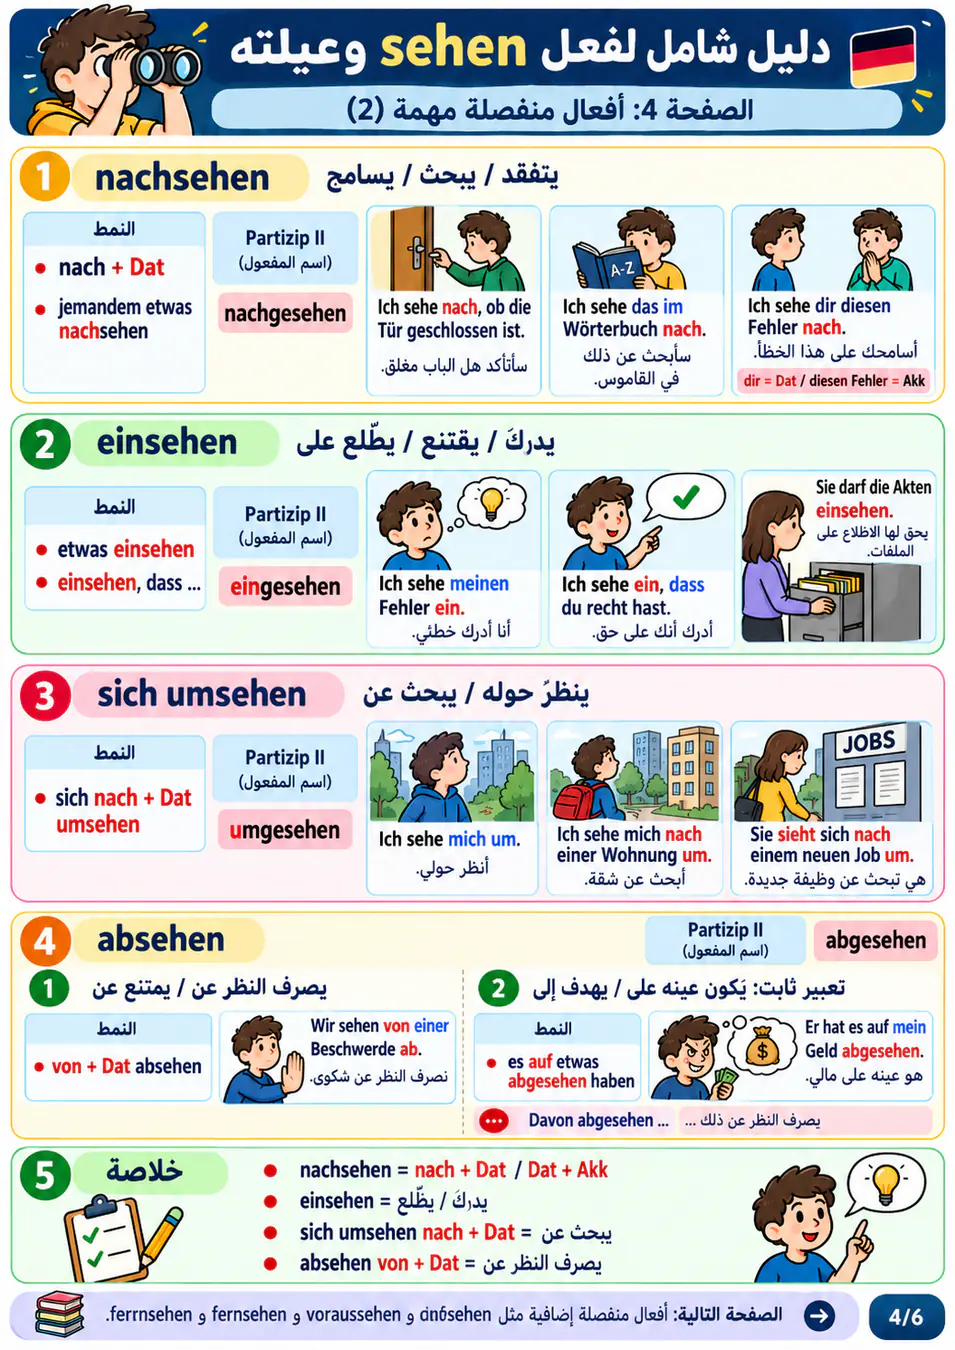 دليل شامل لفعل sehen وعيلته
الصفحة 4: أفعال منفصلة مهمة (2)
1 nachsehen يتفقد / يبحث / يسامج
النمط
nach + Dat
jemandem etwas
nachsehen
Partizip II
(اسم المفعول)
nachgesehen
Ich sehe nach, ob die
Tür geschlossen ist.
سأتأكد هل الباب مغلق.
A-Z
Ich sehe das im
Wörterbuch nach.
سأبحث عن ذلك
في القاموس.
Ich sehe dir diesen
Fehler nach.
أسامحك على هذا الخطأ.
dir = Dat / diesen Fehler = Akk
2 einsehen يدركَ / يقتنع / يطّلع على
النمط
etwas einsehen
einsehen, dass ...
Partizip II
(اسم المفعول)
eingesehen
Ich sehe meinen
Fehler ein.
أنا أدرك خطئي.
Ich sehe ein, dass
du recht hast.
أدرك أنك على حق.
Sie darf die Akten
einsehen.
يحق لها الاظلاع على
الملفات.
3 sich umsehen ينظرُ حوله / يبحث عن
النمط
sich nach + Dat
umsehen
Partizip II
(اسم المفعول)
umgesehen
Ich sehe mich um.
أنظر حولي.
Ich sehe mich nach
einer Wohnung um.
أبحث عن شقة.
JOBS
Sie sieht sich nach
einem neuen Job um.
هي تبحث عن وظيفة جديدة.
4 absehen
Partizip II
(اسم المفعول)
abgesehen
1 يصرف النظر عن / يمتنع عن
النمط
von + Dat absehen
Wir sehen von einer
Beschwerde ab.
نصرف النظر عن شكوى.
2 تعبير ثابت: يَكون عينه على / يهدف إلى
النمط
es auf etwas
abgesehen haben
$
Er hat es auf mein
Geld abgesehen.
هو عينه على مالي.
Davon abgesehen ... يصرف النظر عن ذلك ...
5 خلاصة
nachsehen = nach + Dat / Dat + Akk
einsehen = يدركَ / يظّلع
sich umsehen nach + Dat = يبحث عن
absehen von + Dat = يصرف النظر عن
الصفحة التالية: أفعال منفصلة إضافية مثل و voraussehen و fernsehen و ferrnsehen.
4/6